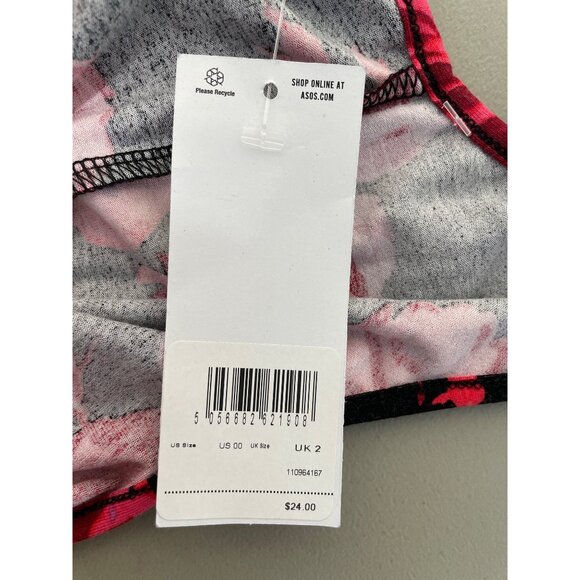 Please Recycle
SHOP ONLINE AT
ASOS.COM
5 056682 621908
US Size US 00 UK Size UK 2
110964167
$24.00